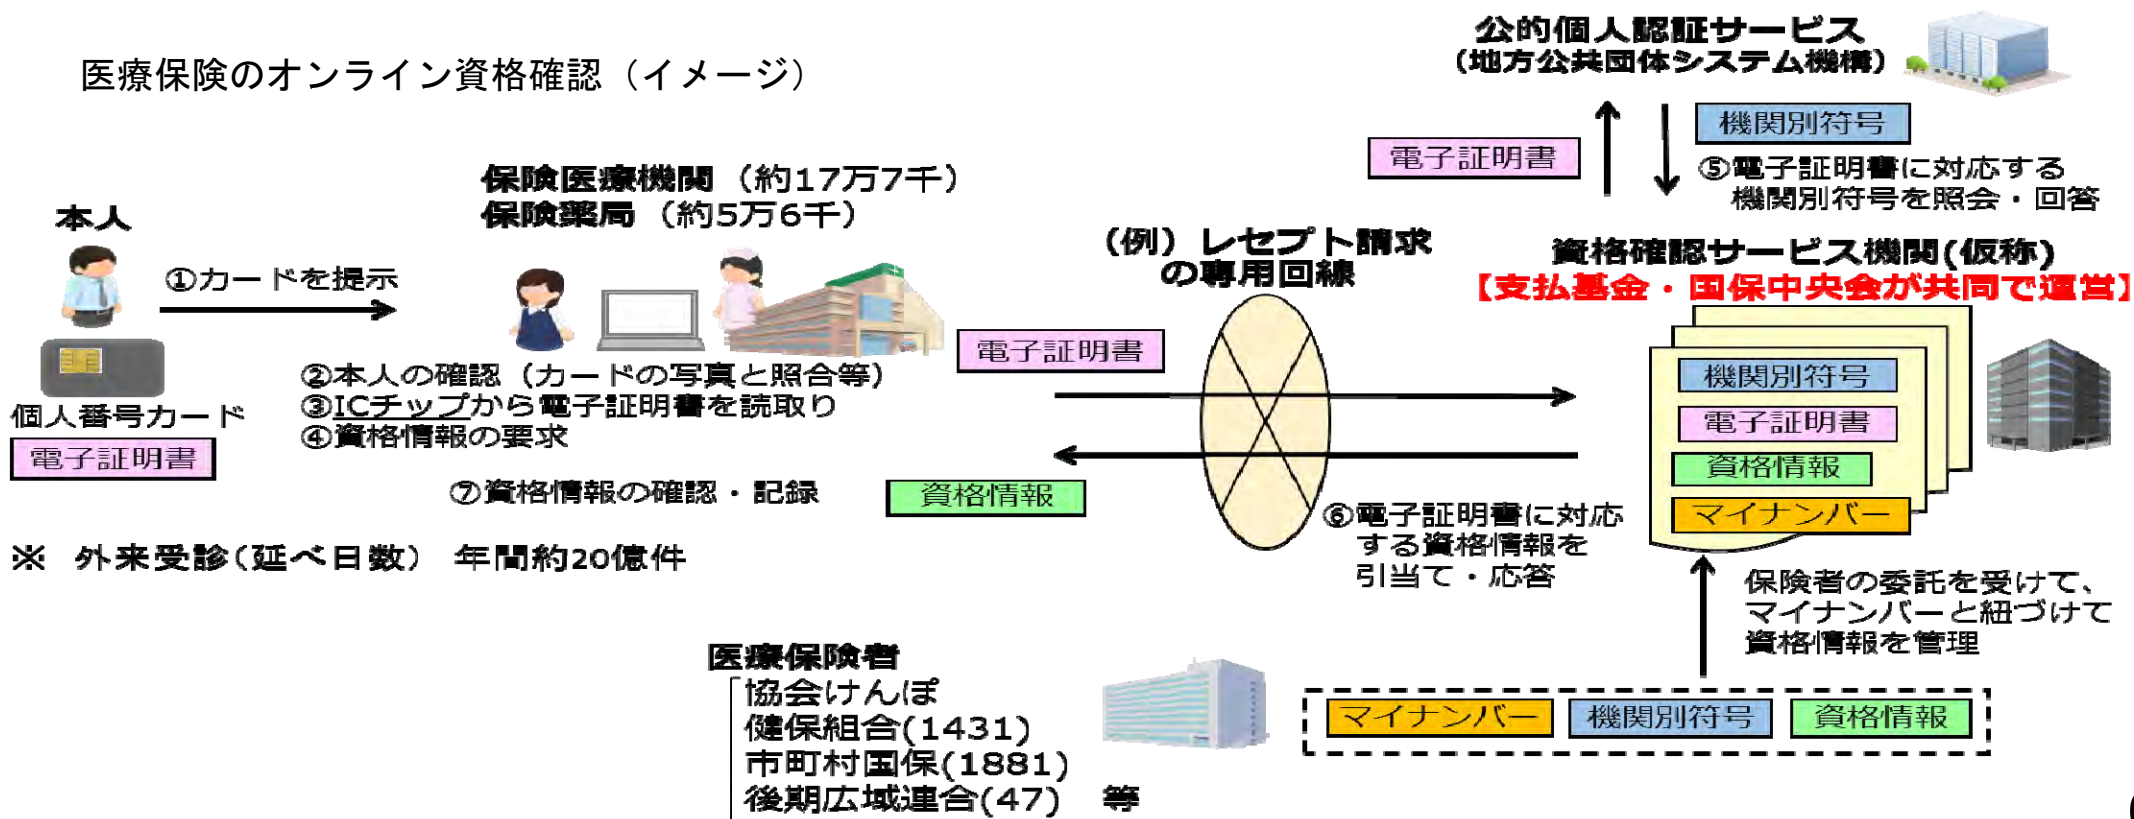 医療保険のオンライン資格確認（イメージ）
公的個人認証サービス
（地方公共団体システム機構）
電子証明書
機関別符号
⑤電子証明書に対応する
機関別符号を照会・回答
本人
①カードを提示
個人番号カード
電子証明書
保険医療機関（約17万7千）
保険薬局（約5万6千）
②本人の確認（カードの写真と照合等）
③ICチップから電子証明書を読取り
④資格情報の要求
⑦資格情報の確認・記録
電子証明書
資格情報
（例）レセプト請求
の専用回線
⑥電子証明書に対応
する資格情報を
引当て・応答
資格確認サービス機関(仮称)
【支払基金・国保中央会が共同で運営】
機関別符号
電子証明書
資格情報
マイナンバー
保険者の委託を受けて、
マイナンバーと紐づけて
資格情報を管理
※ 外来受診(延べ日数） 年間約20億件
医療保険者
協会けんぽ
健保組合(1431)
市町村国保(1881)
後期広域連合(47) 等
マイナンバー 機関別符号 資格情報